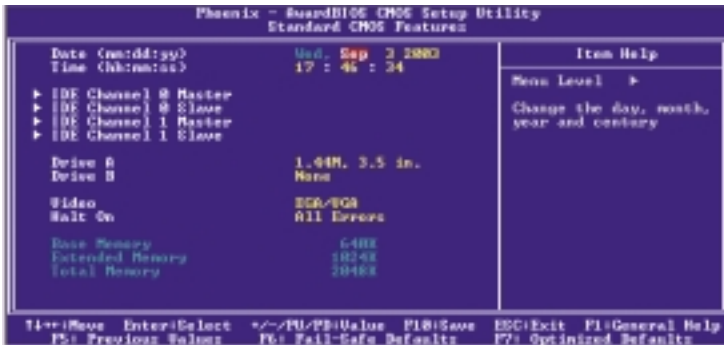 Phoenix - AwardBIOS CMOS Setup Utility
Standard CMOS Features
Date (mm:dd:yy) Wed, Sep 3 2003
Time (hh:mm:ss) 17 : 46 : 34
▶ IDE Channel 0 Master
▶ IDE Channel 0 Slave
▶ IDE Channel 1 Master
▶ IDE Channel 1 Slave
Drive A 1.44M, 3.5 in.
Drive B None
Video EGA/VGA
Halt On All Errors
Base Memory 640K
Extended Memory 1024K
Total Memory 2048K
Item Help
Menu Level ▶
Change the day, month,
year and century
↑↓→←:Move Enter:Select +/-/PU/PD:Value F10:Save ESC:Exit F1:General Help
F5: Previous Values F6: Fail-Safe Defaults F7: Optimized Defaults